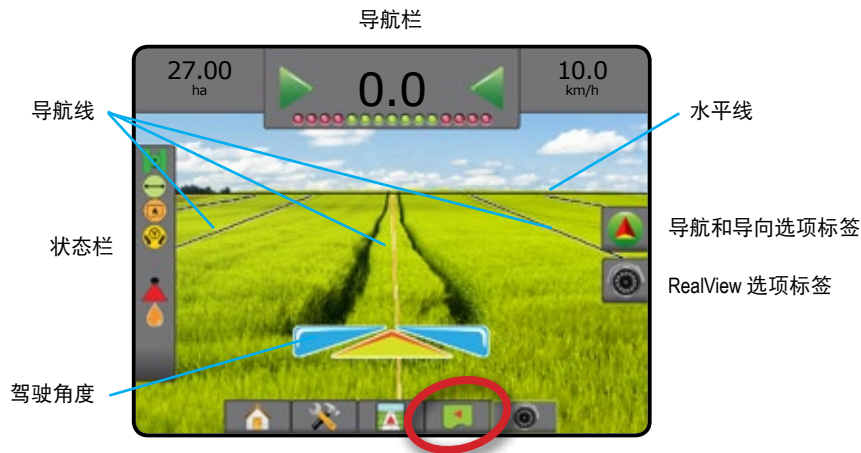 导航栏
27.00
ha
0.0
10.0
km/h
导航线
水平线
状态栏
导航和导向选项标签
RealView 选项标签
驾驶角度